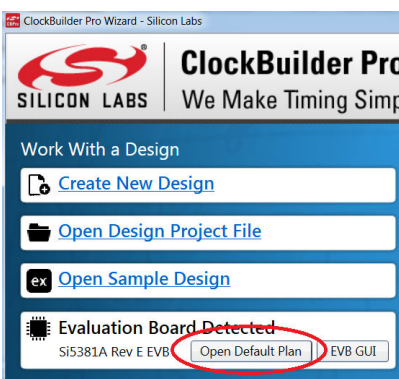 ClockBuilder Pro Wizard - Silicon Labs
ClockBuilder Pro
SILICON LABS
We Make Timing Simp
Work With a Design
Create New Design
Open Design Project File
ex Open Sample Design
Evaluation Board Detected
Si5381A Rev E EVB Open Default Plan EVB GUI